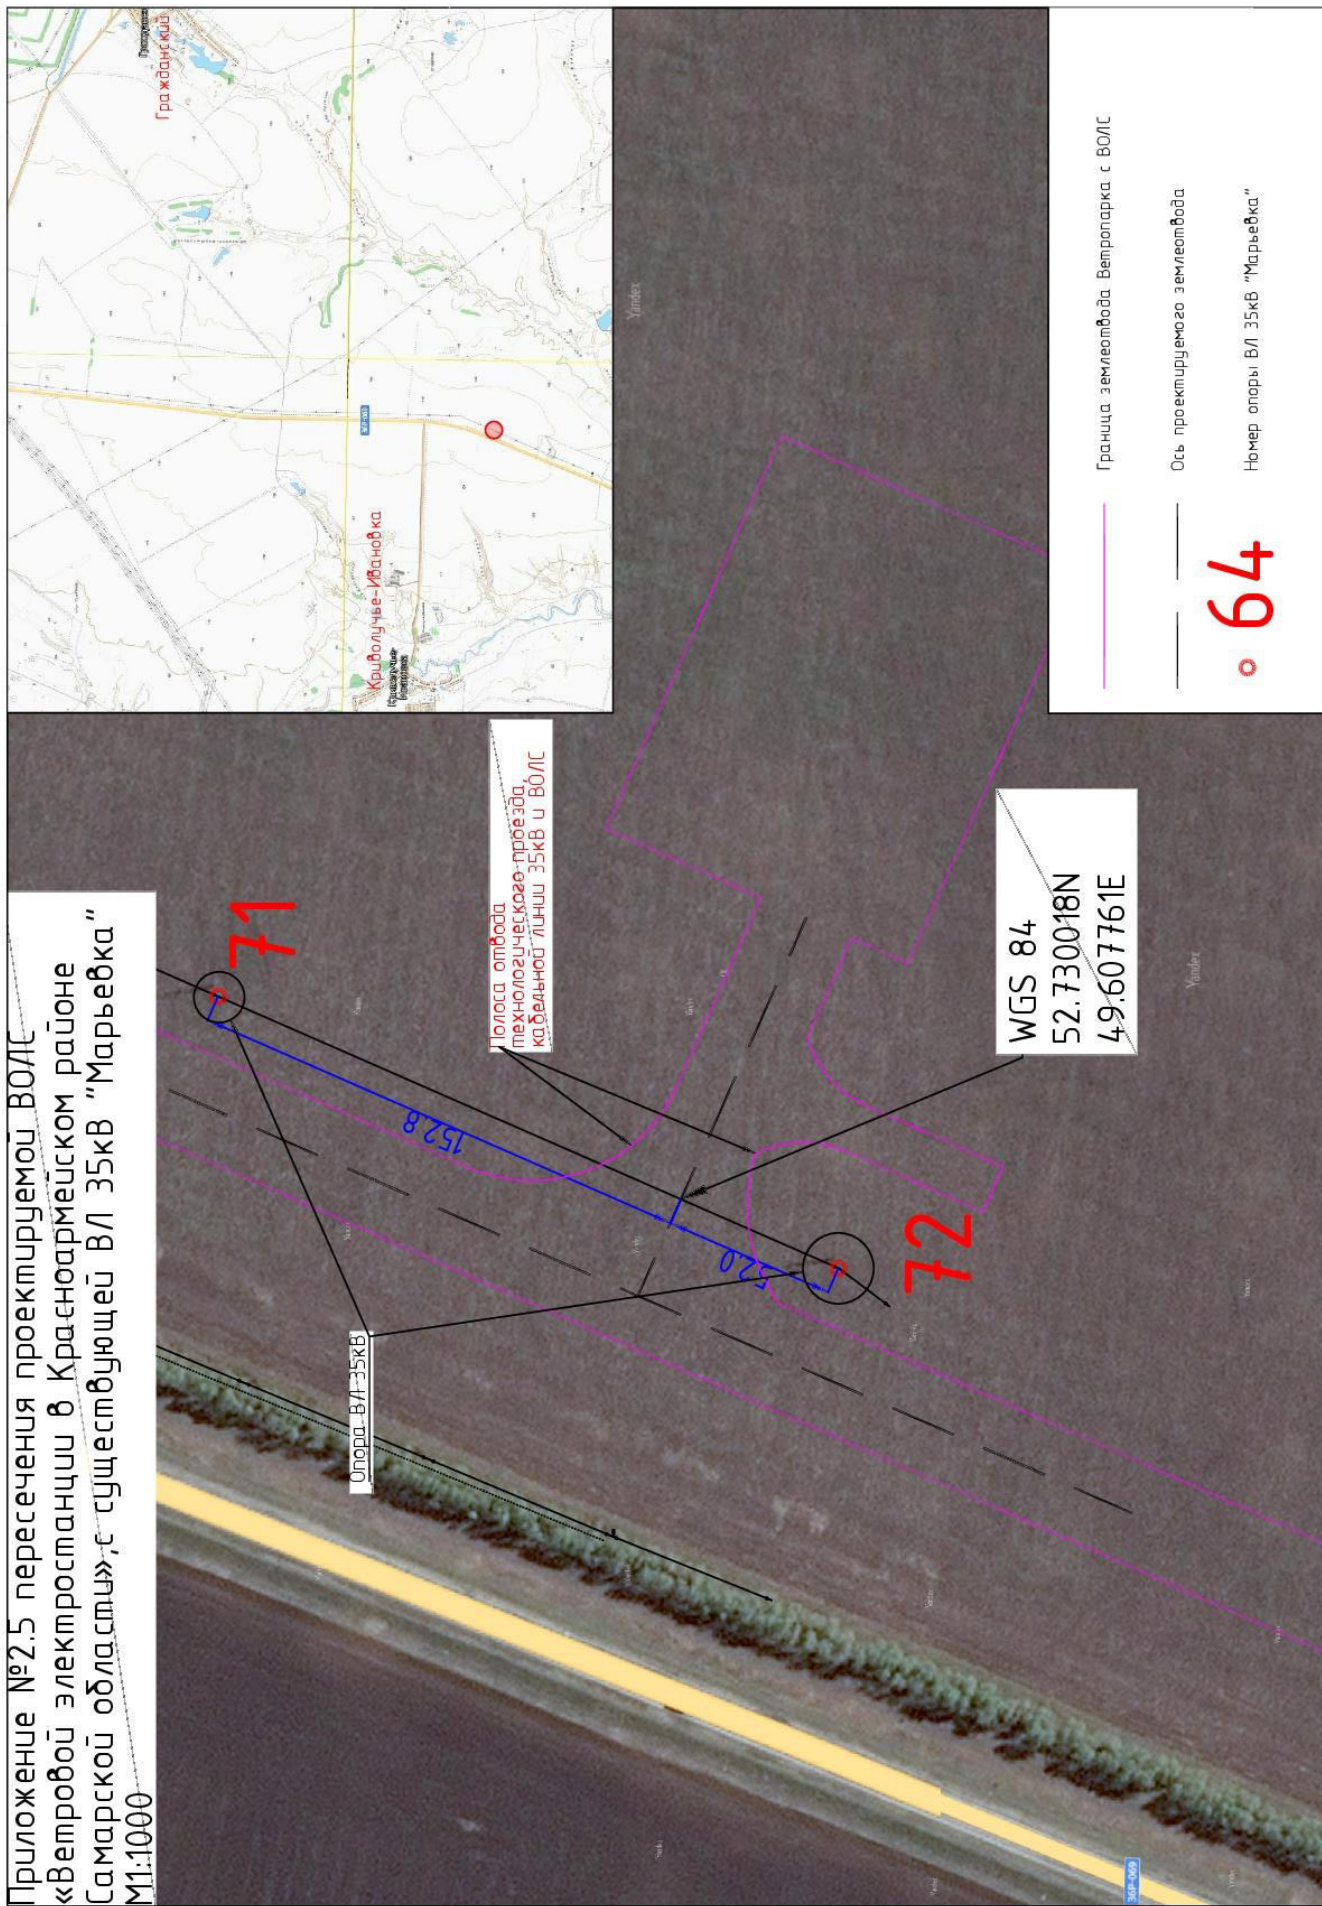 Приложение №2.5 пересечения проектируемой ВОЛС
«Ветровой электростанции в Красноармейском районе
Самарской области», с существующей ВЛ 35кВ "Марьевка"
М1:1000
71
152.8
Полоса отвода
технологического проезда,
кабельной линии 35кВ и ВОЛС
Опора ВЛ 35кВ
52.0
72
WGS 84
52.730018N
49.607761E
36Р-069
Гражданский
Криволучье-Ивановка
Граница землеотвода Ветропарка с ВОЛС
Ось проектируемого землеотвода
64
Номер опоры ВЛ 35кВ "Марьевка"
Yandex
Yandex